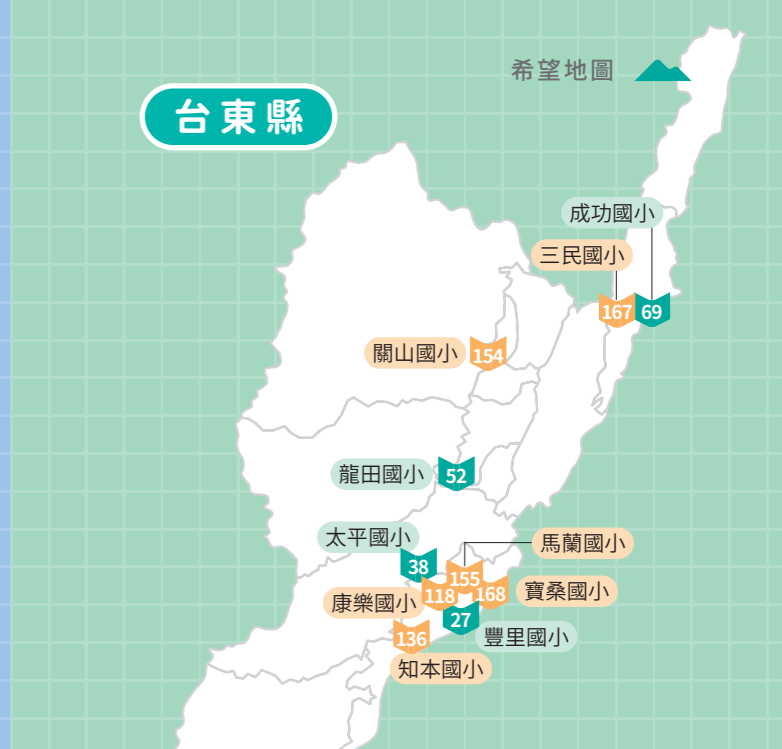 希望地圖
台東縣
成功國小
三民國小
167
69
關山國小
154
龍田國小
52
太平國小
38
馬蘭國小
155
康樂國小
118
168
寶桑國小
27
豐里國小
136
知本國小